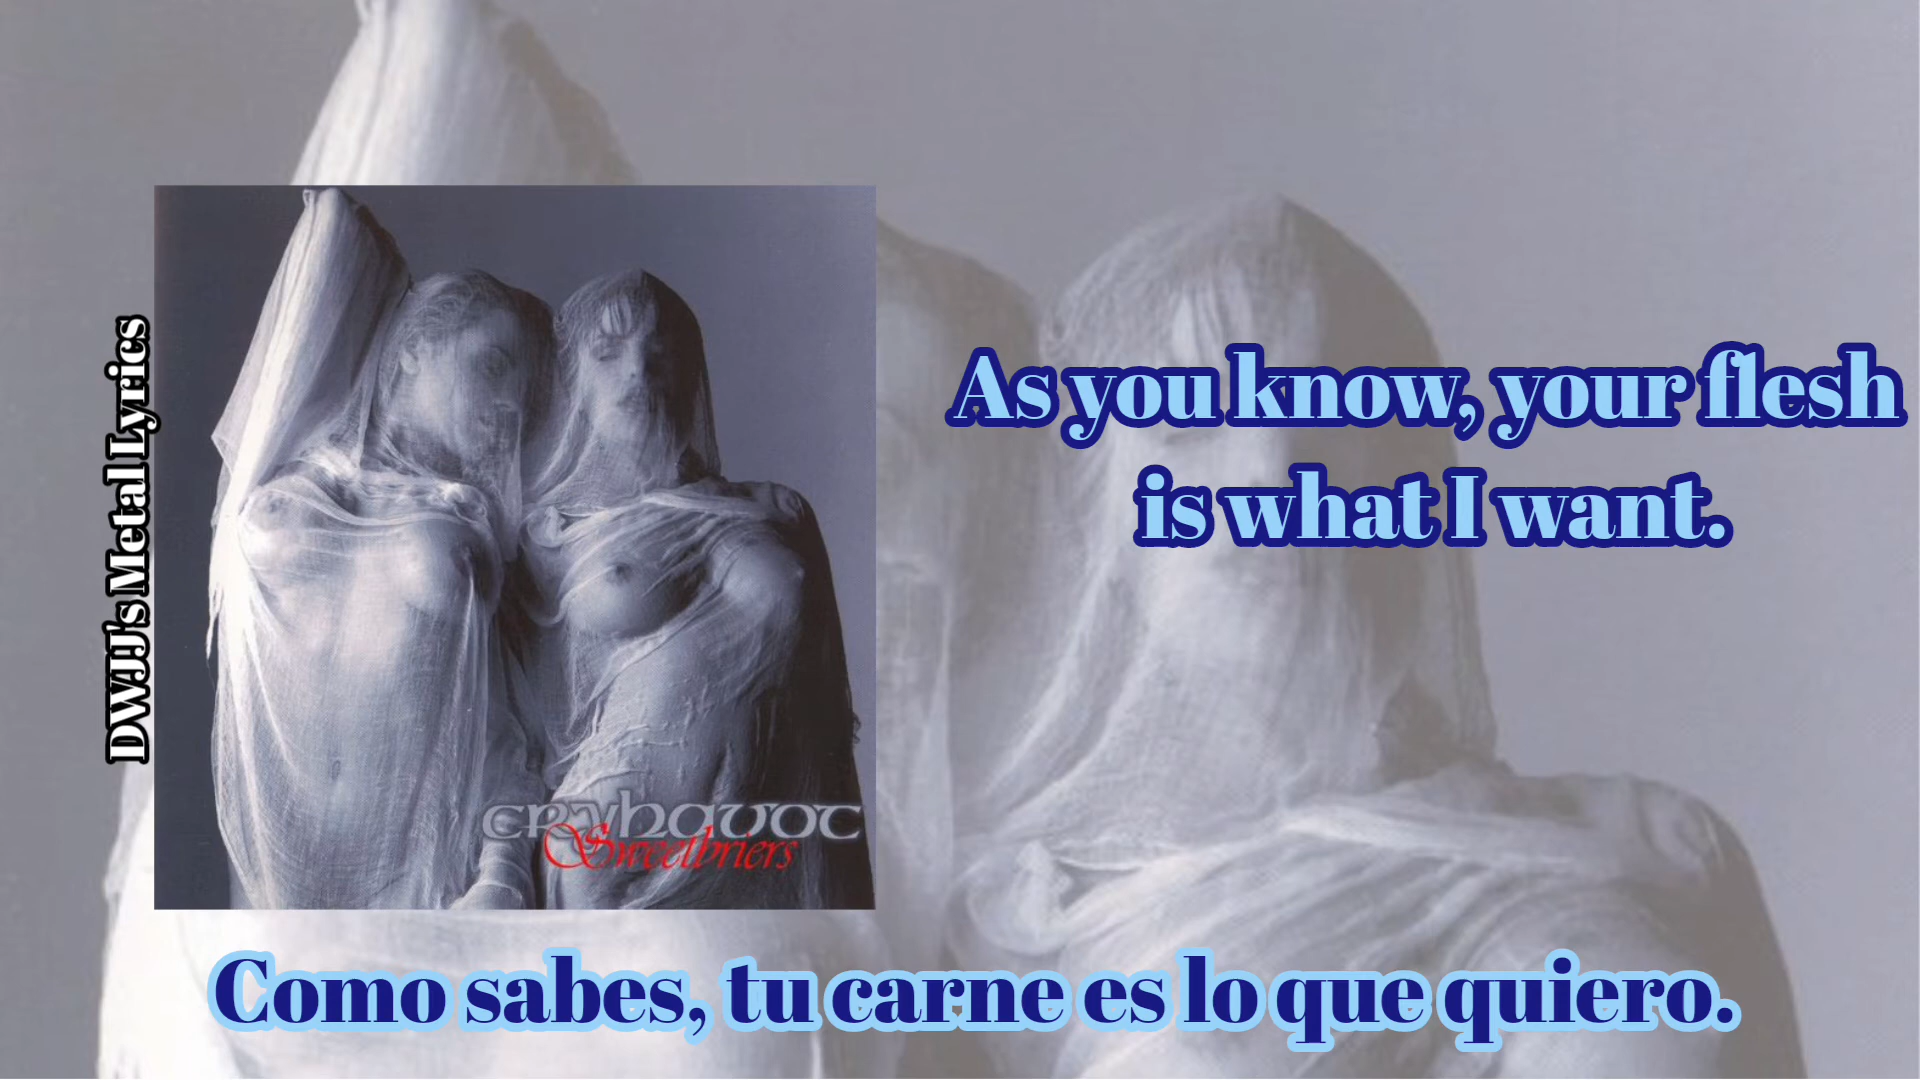 DWJJ's Metal Lyrics
As you know, your flesh
is what I want.
CRYHAVOC
Sweetbriers
Como sabes, tu carne es lo que quiero.